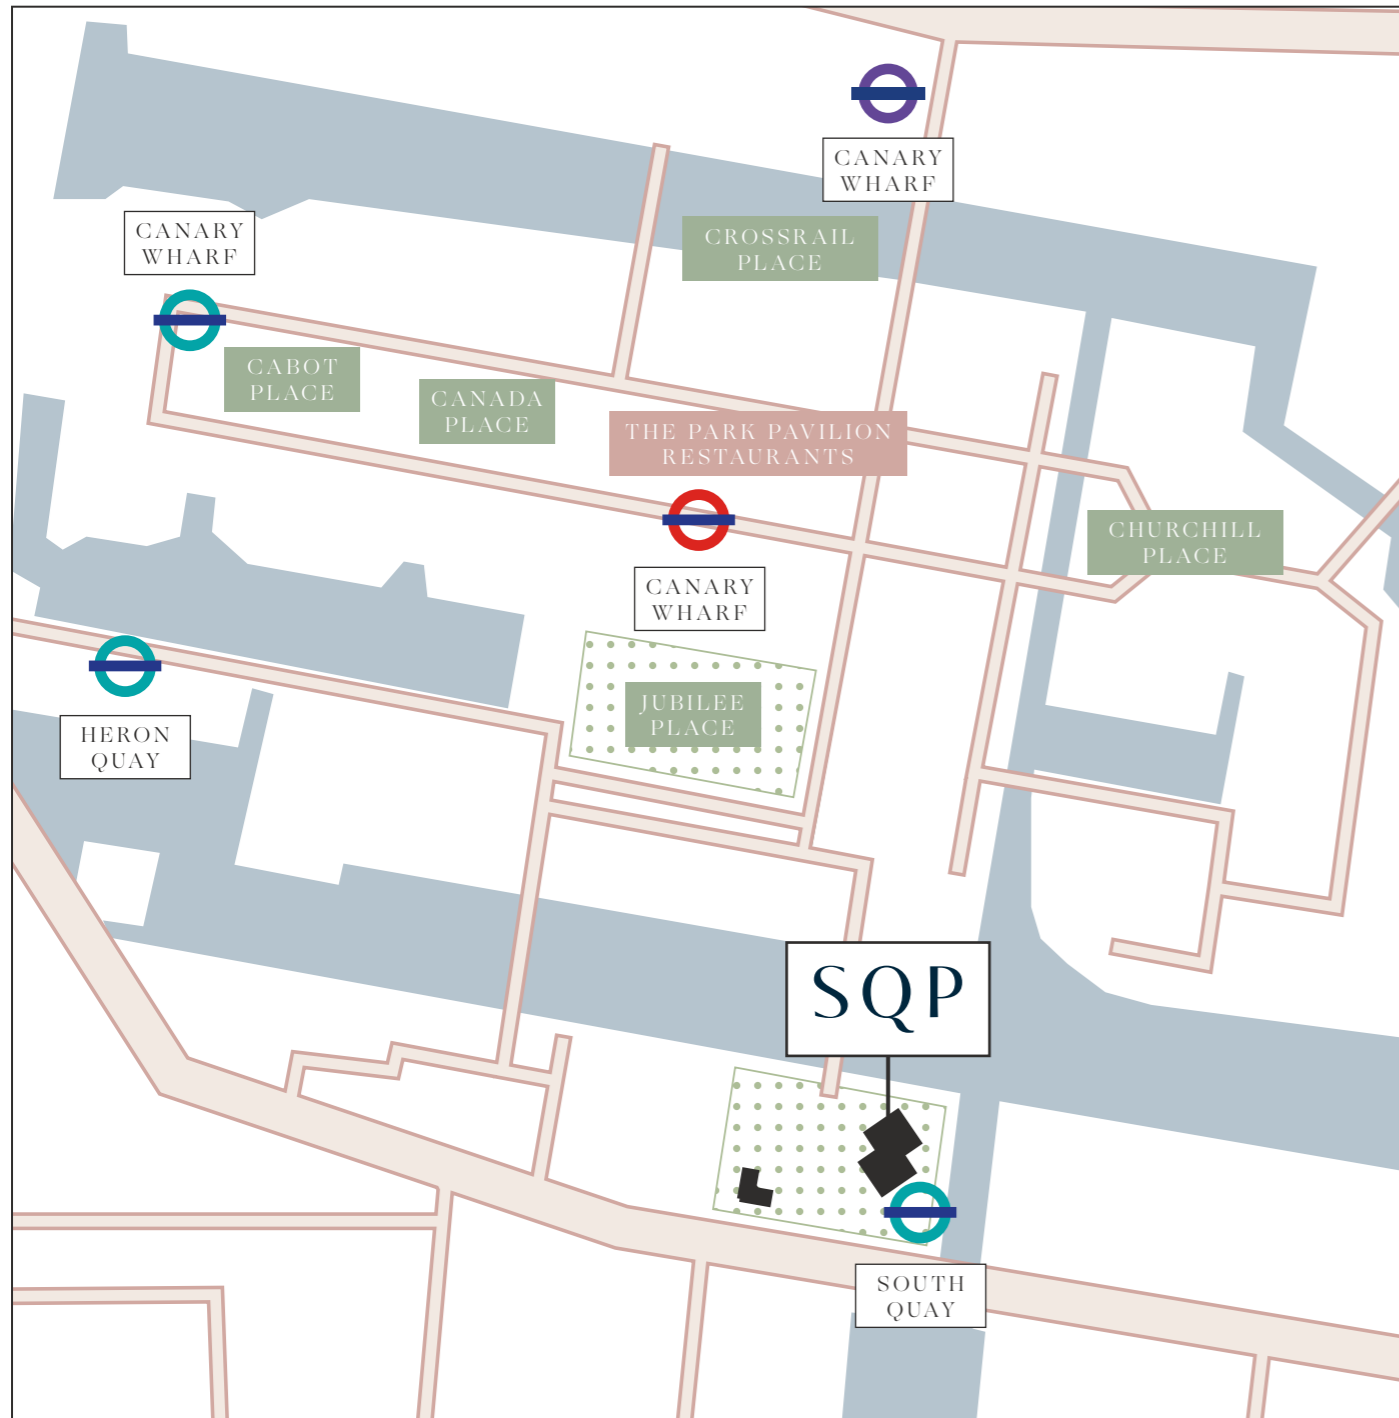 CANARY
WHARF
CANARY
WHARF
CROSSRAIL
PLACE
CABOT
PLACE
CANADA
PLACE
THE PARK PAVILION
RESTAURANTS
CHURCHILL
PLACE
CANARY
WHARF
JUBILEE
PLACE
HERON
QUAY
SQP
SOUTH
QUAY